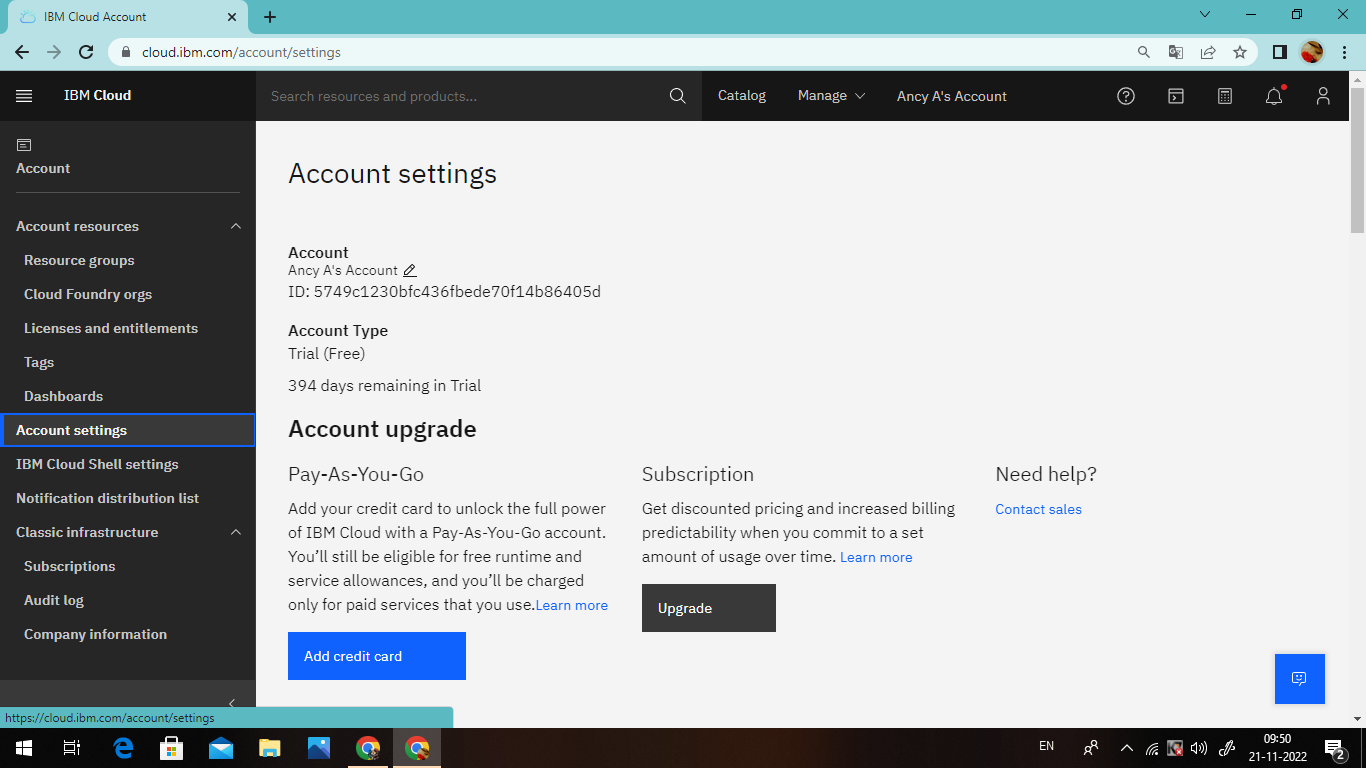 IBM Cloud Account
cloud.ibm.com/account/settings
IBM Cloud
Search resources and products...
Catalog
Manage
Ancy A's Account
Account
Account resources
Resource groups
Cloud Foundry orgs
Licenses and entitlements
Tags
Dashboards
Account settings
IBM Cloud Shell settings
Notification distribution list
Classic infrastructure
Subscriptions
Audit log
Company information
Account settings
Account
Ancy A's Account
ID: 5749c1230bfc436fbede70f14b86405d
Account Type
Trial (Free)
394 days remaining in Trial
Account upgrade
Pay-As-You-Go
Add your credit card to unlock the full power
of IBM Cloud with a Pay-As-You-Go account.
You’ll still be eligible for free runtime and
service allowances, and you’ll be charged
only for paid services that you use.Learn more
Add credit card
Subscription
Get discounted pricing and increased billing
predictability when you commit to a set
amount of usage over time. Learn more
Upgrade
Need help?
Contact sales
https://cloud.ibm.com/account/settings
EN
09:50
21-11-2022
2